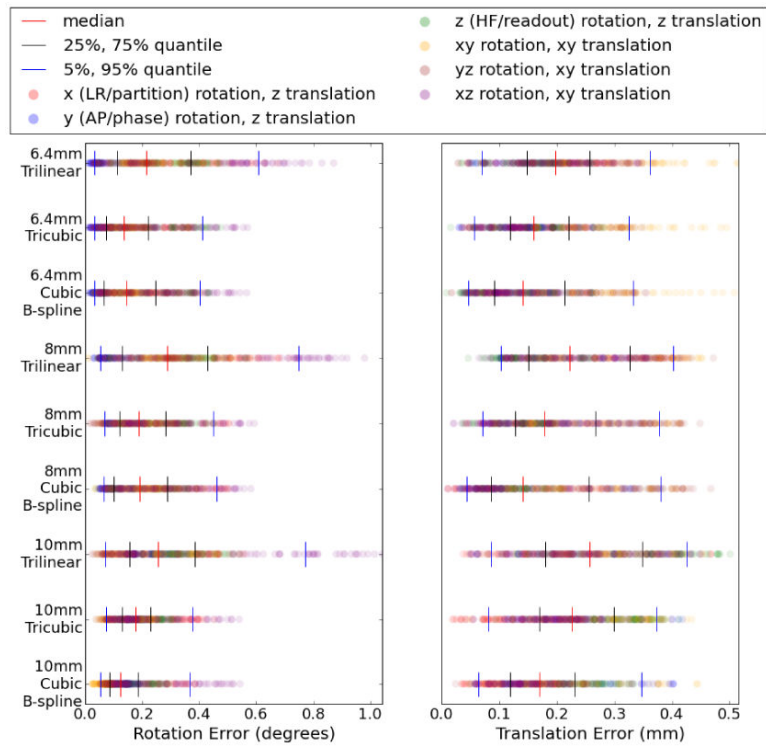 median
25%, 75% quantile
5%, 95% quantile
x (LR/partition) rotation, z translation
y (AP/phase) rotation, z translation
z (HF/readout) rotation, z translation
xy rotation, xy translation
yz rotation, xy translation
xz rotation, xy translation
6.4mm
Trilinear
6.4mm
Tricubic
6.4mm
Cubic
B-spline
8mm
Trilinear
8mm
Tricubic
8mm
Cubic
B-spline
10mm
Trilinear
10mm
Tricubic
10mm
Cubic
B-spline
0.0 0.2 0.4 0.6 0.8 1.0
Rotation Error (degrees)
0.0 0.1 0.2 0.3 0.4 0.5
Translation Error (mm)